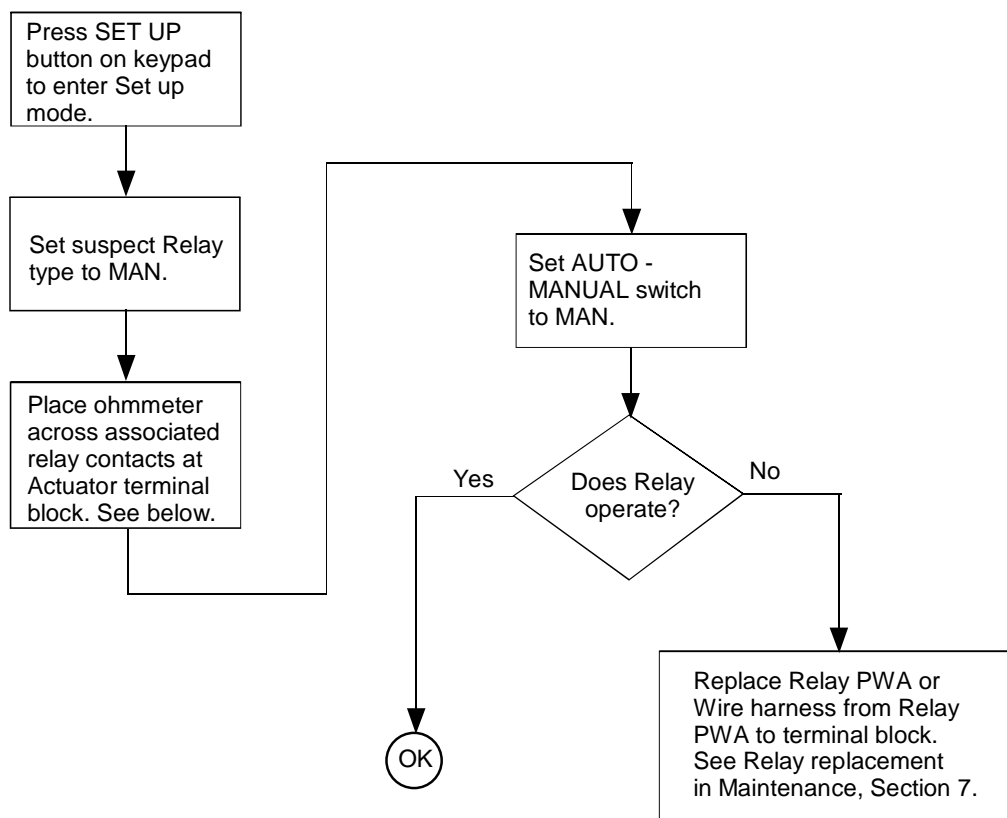 Press SET UP
button on keypad
to enter Set up
mode.
Set suspect Relay
type to MAN.
Place ohmmeter
across associated
relay contacts at
Actuator terminal
block. See below.
Set AUTO -
MANUAL switch
to MAN.
Does Relay
operate?
Yes
No
OK
Replace Relay PWA or
Wire harness from Relay
PWA to terminal block.
See Relay replacement
in Maintenance, Section 7.